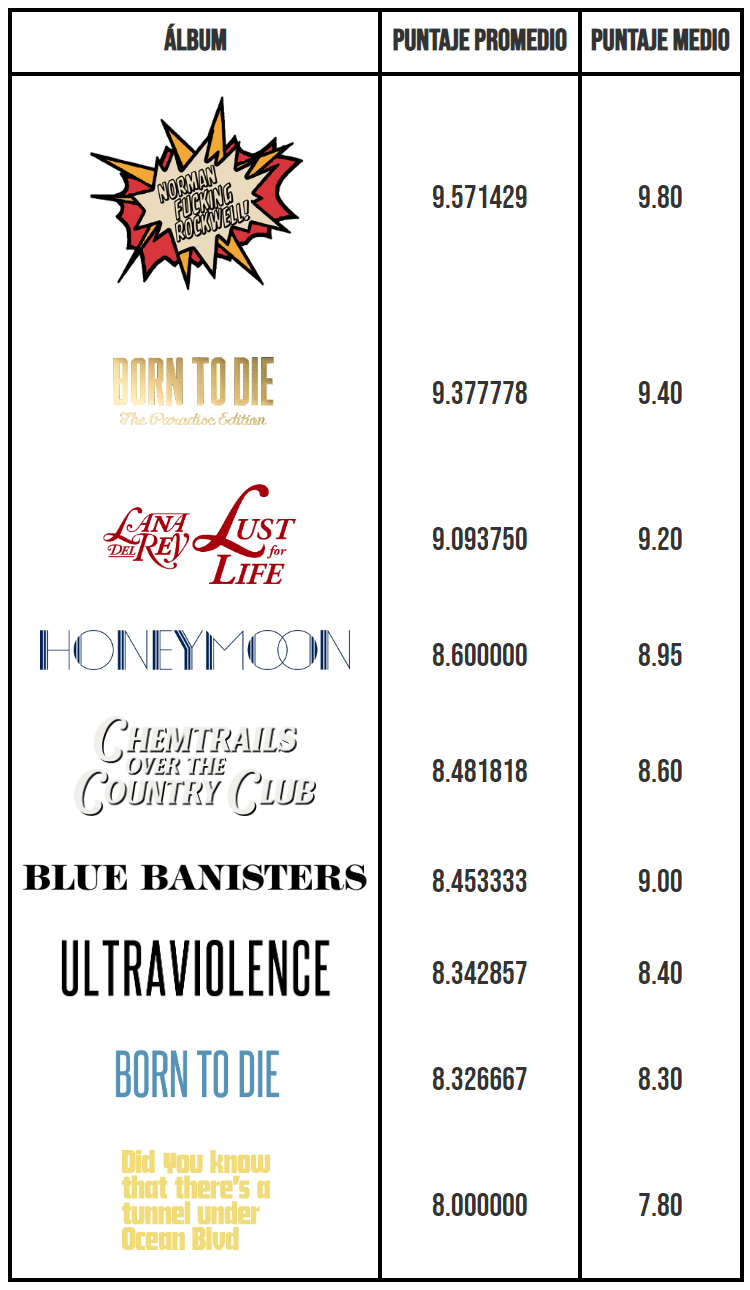 ÁLBUM PUNTAJE PROMEDIO PUNTAJE MEDIO
NORMAN
FUCKING
ROCKWELL!
9.571429 9.80
BORN TO DIE
The Paradise Edition
9.377778 9.40
LANA
DEL REY
LUST
for
LIFE
9.093750 9.20
HONEYMOON 8.600000 8.95
CHEMTRAILS
OVER THE
COUNTRY CLUB
8.481818 8.60
BLUE BANISTERS 8.453333 9.00
ULTRAVIOLENCE 8.342857 8.40
BORN TO DIE 8.326667 8.30
Did you know
that there's a
tunnel under
Ocean Blvd
8.000000 7.80